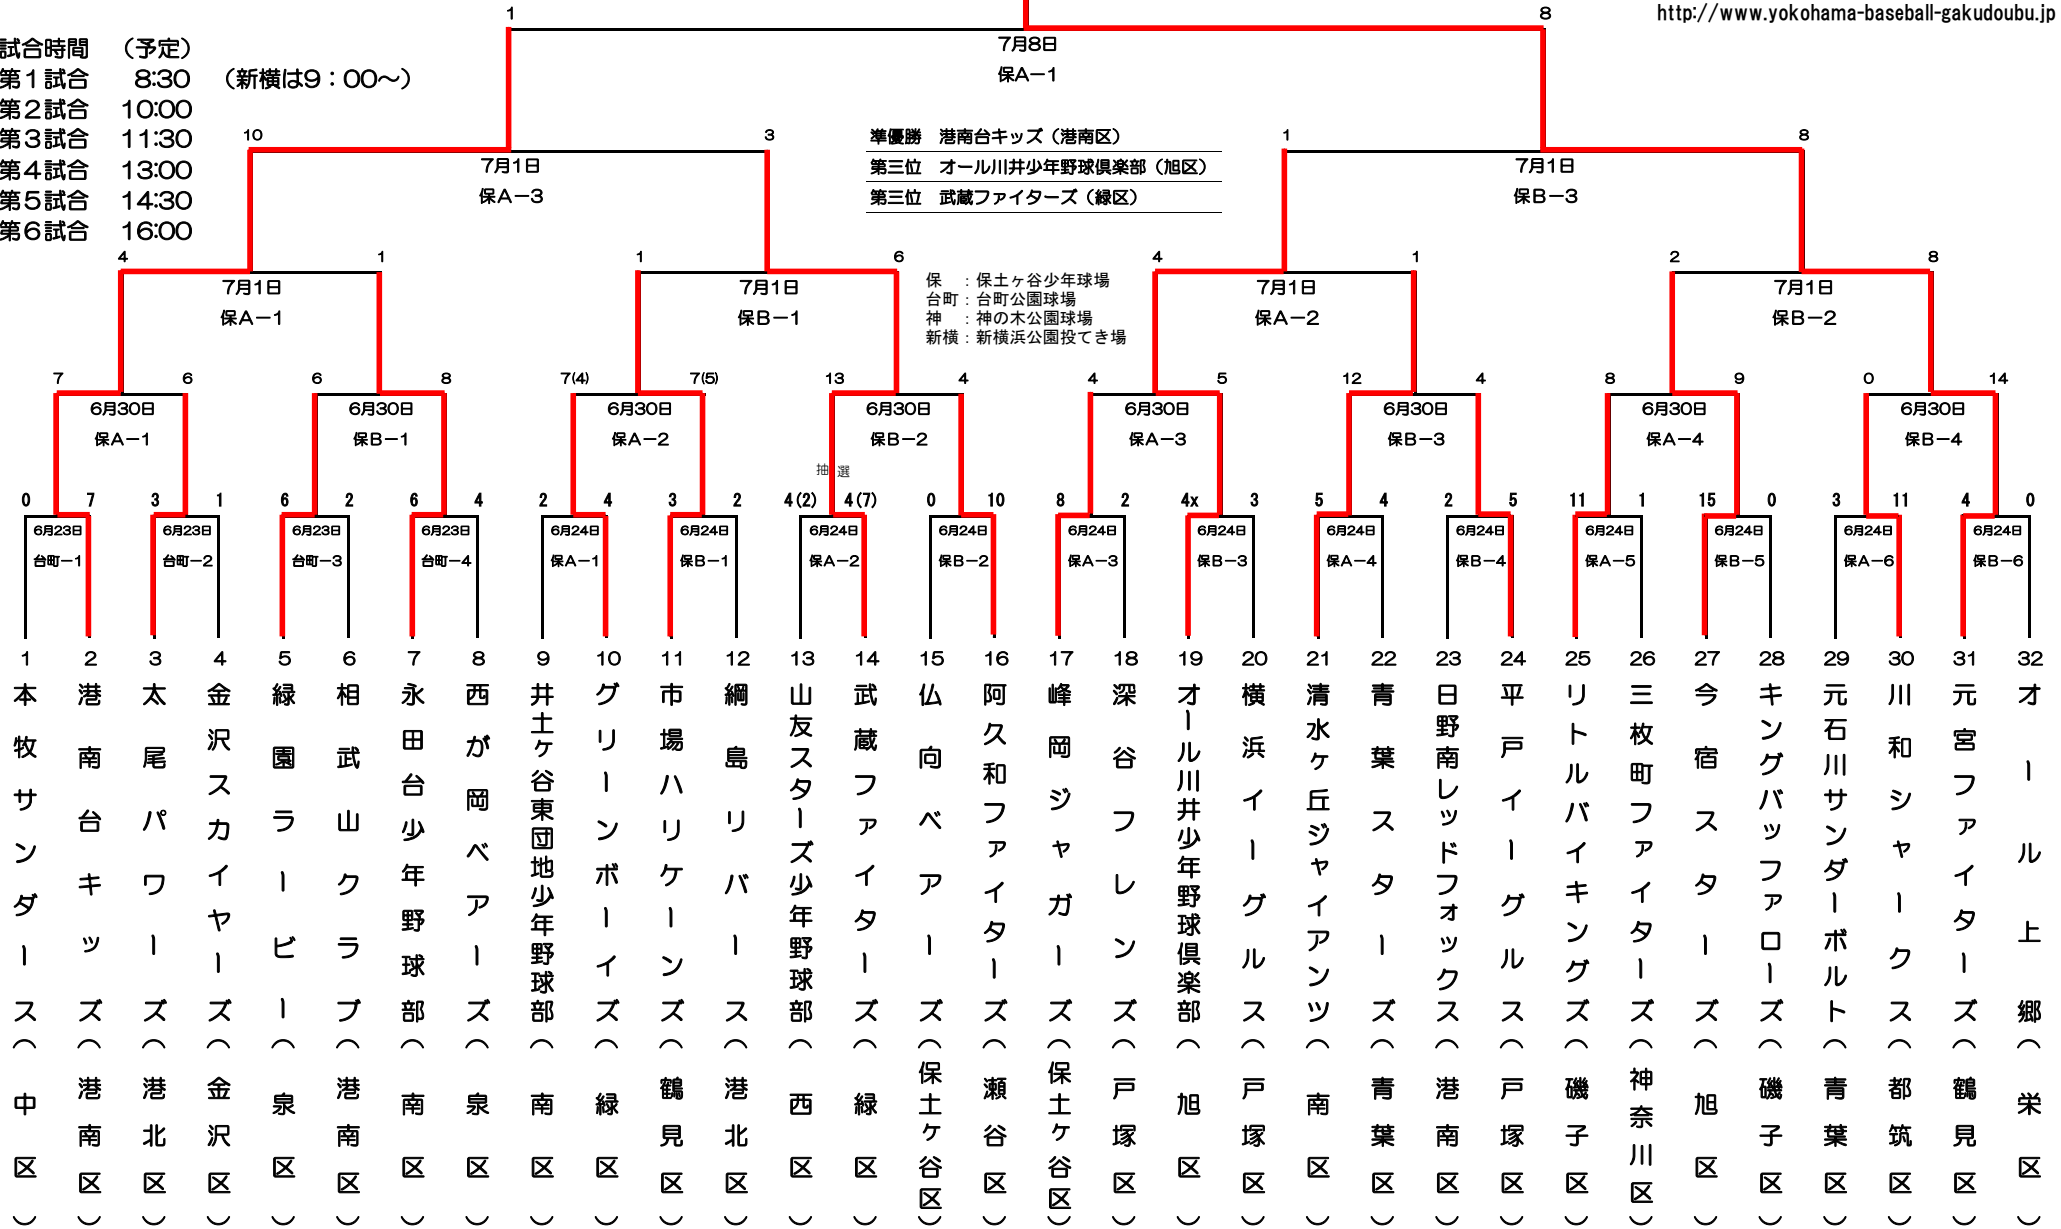 http://www.yokohama-baseball-gakudoubu.jp
1 8
7月8日
保A－1
試合時間 （予定）
第1試合 8:30 （新横は9：00～）
第2試合 10:00
第3試合 11:30
第4試合 13:00
第5試合 14:30
第6試合 16:00
10 3 1 8
7月1日 7月1日
保A－3 保B－3
準優勝 港南台キッズ（港南区）
第三位 オール川井少年野球倶楽部（旭区）
第三位 武蔵ファイターズ（緑区）
4 1 1 6 4 1 2 8
7月1日 7月1日 7月1日 7月1日
保A－1 保B－1 保A－2 保B－2
保 ：保土ヶ谷少年球場
台町：台町公園球場
神 ：神の木公園球場
新横：新横浜公園投てき場
7 6 6 8 7(4) 7(5) 13 4 4 5 12 4 8 9 0 14
6月30日 6月30日 6月30日 6月30日 6月30日 6月30日 6月30日 6月30日
保A－1 保B－1 保A－2 保B－2 保A－3 保B－3 保A－4 保B－4
抽選
0 7 3 1 6 2 6 4 2 4 3 2 4(2) 4(7) 0 10 8 2 4x 3 5 4 2 5 11 1 15 0 3 11 4 0
6月23日 6月23日 6月23日 6月23日 6月24日 6月24日 6月24日 6月24日 6月24日 6月24日 6月24日 6月24日 6月24日 6月24日 6月24日 6月24日
台町－1 台町－2 台町－3 台町－4 保A－1 保B－1 保A－2 保B－2 保A－3 保B－3 保A－4 保B－4 保A－5 保B－5 保A－6 保B－6
1 本牧サンダース（中区）
2 港南台キッズ（港南区）
3 太尾パワーズ（港北区）
4 金沢スカイヤーズ（金沢区）
5 緑園ラービー（泉区）
6 相武山クラブ（港南区）
7 永田台少年野球部（南区）
8 西が岡ベアーズ（泉区）
9 井土ヶ谷東団地少年野球部（南区）
10 グリーンボーイズ（緑区）
11 市場ハリケーンズ（鶴見区）
12 綱島リバース（港北区）
13 山友スターズ少年野球部（西区）
14 武蔵ファイターズ（緑区）
15 仏向ベアーズ（保土ヶ谷区）
16 阿久和ファイターズ（瀬谷区）
17 峰岡ジャガーズ（保土ヶ谷区）
18 深谷フレンズ（戸塚区）
19 オール川井少年野球倶楽部（旭区）
20 横浜イーグルス（戸塚区）
21 清水ヶ丘ジャイアンツ（南区）
22 青葉スターズ（青葉区）
23 日野南レッドフォックス（港南区）
24 平戸イーグルス（戸塚区）
25 リトルバイキングズ（磯子区）
26 三枚町ファイターズ（神奈川区）
27 今宿スターズ（旭区）
28 キングバッファローズ（磯子区）
29 元石川サンダーボルト（青葉区）
30 川和シャークス（都筑区）
31 元宮ファイターズ（鶴見区）
32 オール上郷（栄区）